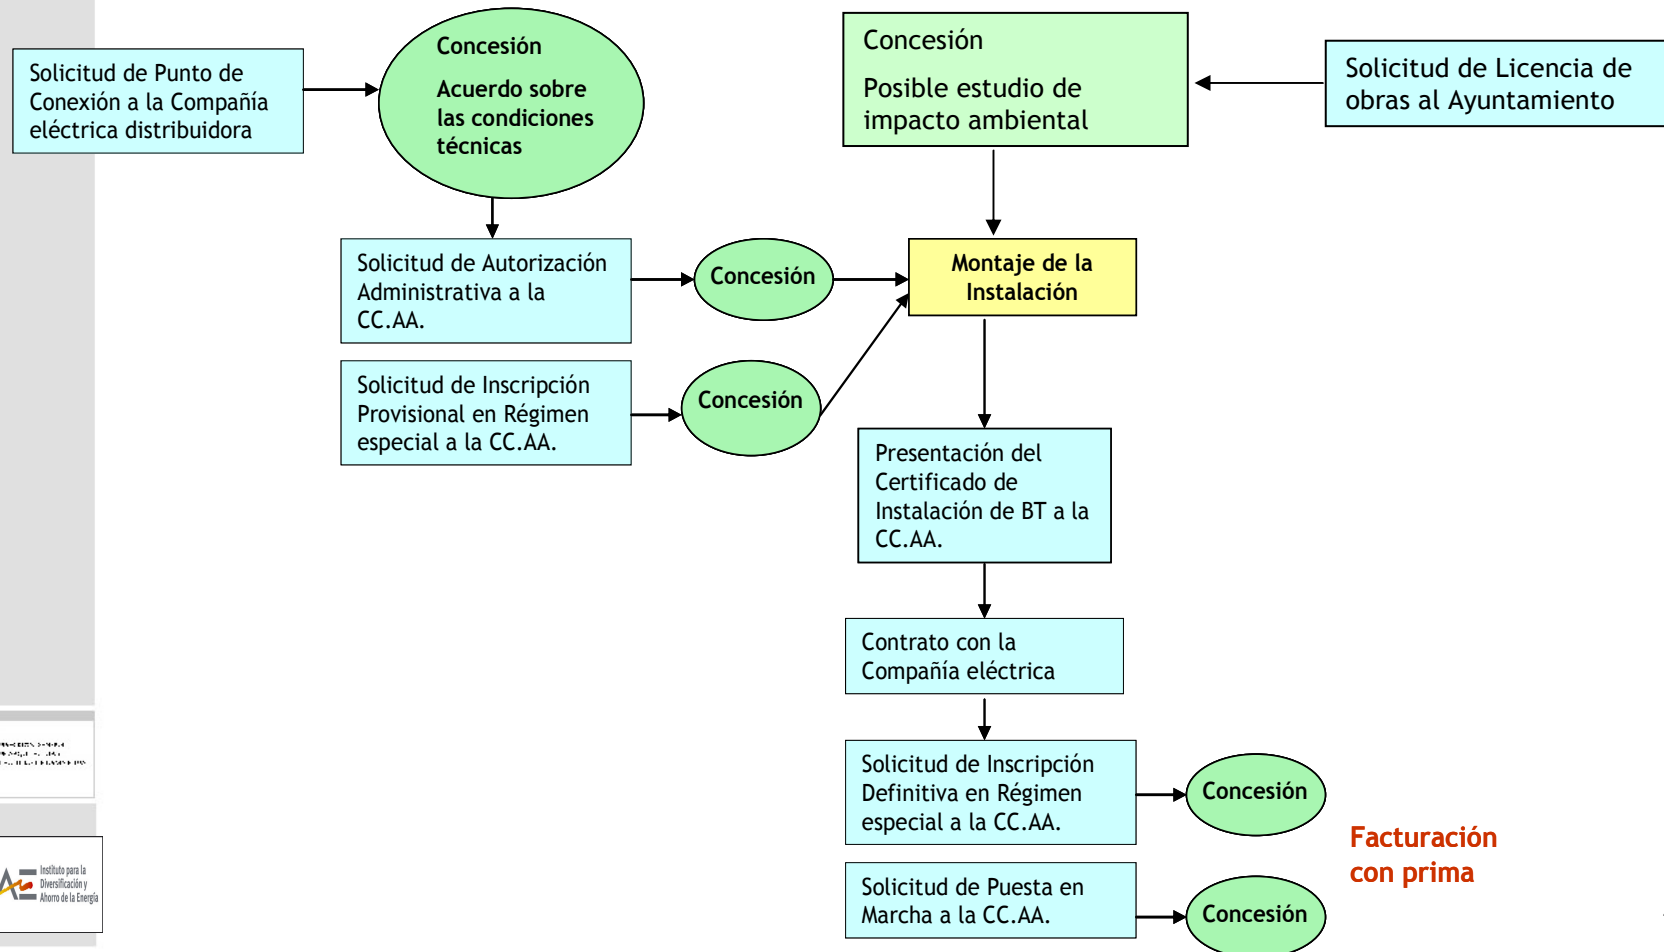 Solicitud de Punto de
Conexión a la Compañía
eléctrica distribuidora
Concesión
Acuerdo sobre
las condiciones
técnicas
Concesión
Posible estudio de
impacto ambiental
Solicitud de Licencia de
obras al Ayuntamiento
Solicitud de Autorización
Administrativa a la
CC.AA.
Concesión
Montaje de la
Instalación
Solicitud de Inscripción
Provisional en Régimen
especial a la CC.AA.
Concesión
Presentación del
Certificado de
Instalación de BT a la
CC.AA.
Contrato con la
Compañía eléctrica
Solicitud de Inscripción
Definitiva en Régimen
especial a la CC.AA.
Concesión
Facturación
con prima
Solicitud de Puesta en
Marcha a la CC.AA.
Concesión
Instituto para la
Diversificación y
Ahorro de la Energía